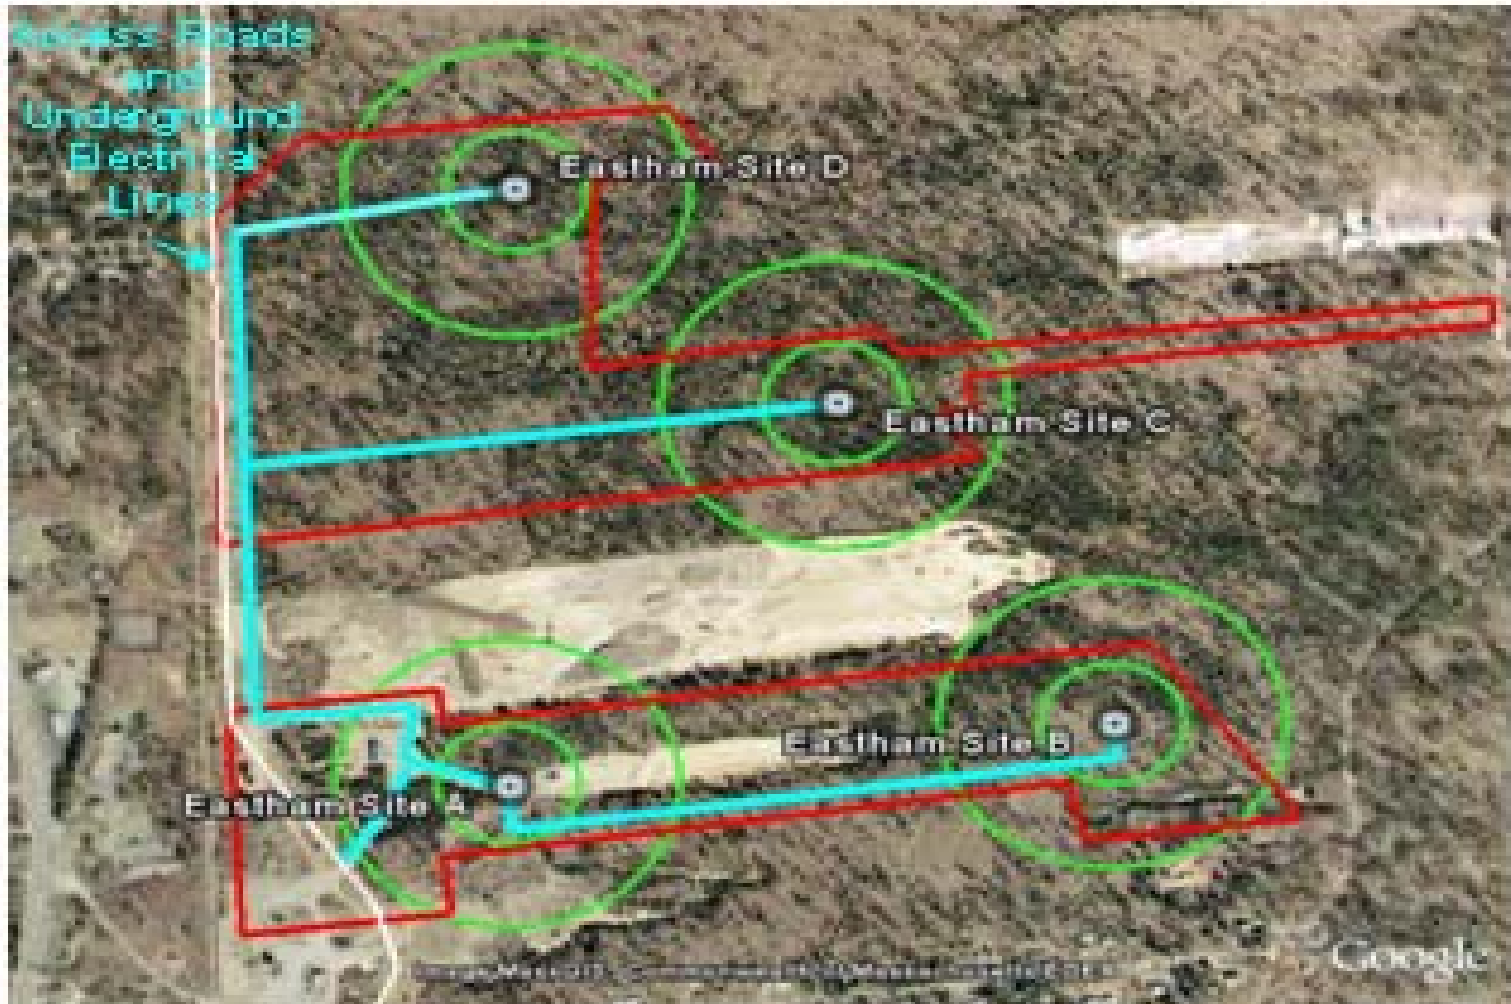 Access Roads
and
Underground
Electrical
Lines
Eastham Site D
Eastham Site C
Eastham Site B
Eastham Site A
Google